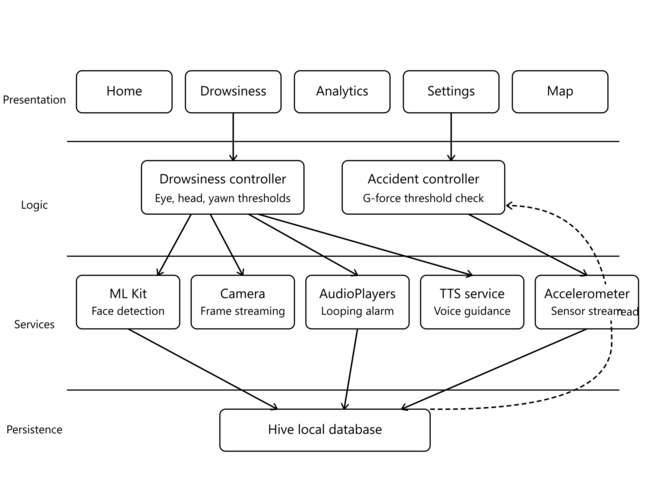 Presentation
Home
Drowsiness
Analytics
Settings
Map
Logic
Drowsiness controller
Eye, head, yawn thresholds
Accident controller
G-force threshold check
Services
ML Kit
Face detection
Camera
Frame streaming
AudioPlayers
Looping alarm
TTS service
Voice guidance
Accelerometer
Sensor stream
read
Persistence
Hive local database